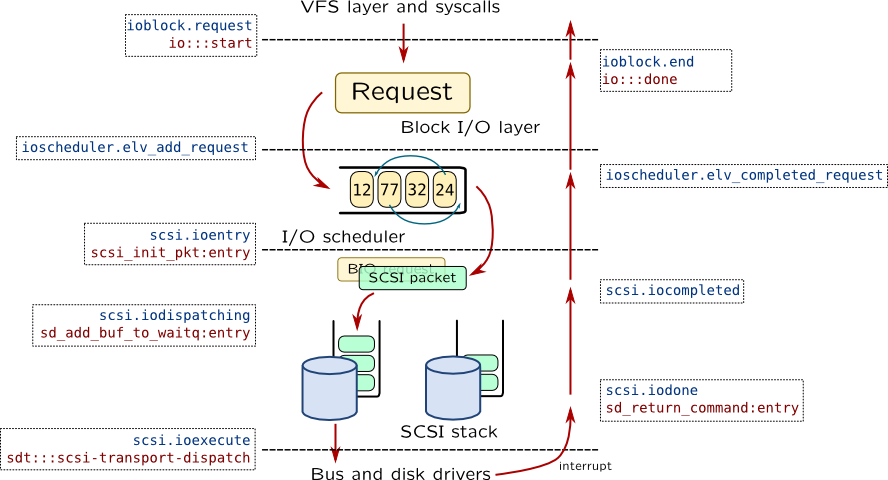 VFS layer and syscalls
ioblock.request
io:::start
ioblock.end
io:::done
Request
Block I/O layer
ioscheduler.elv_add_request
ioscheduler.elv_completed_request
12 77 32 24
I/O scheduler
scsi.ioentry
scsi_init_pkt:entry
BIO request
SCSI packet
scsi.iocompleted
scsi.iodispatching
sd_add_buf_to_waitq:entry
scsi.iodone
sd_return_command:entry
SCSI stack
scsi.ioexecute
sdt:::scsi-transport-dispatch
Bus and disk drivers
interrupt